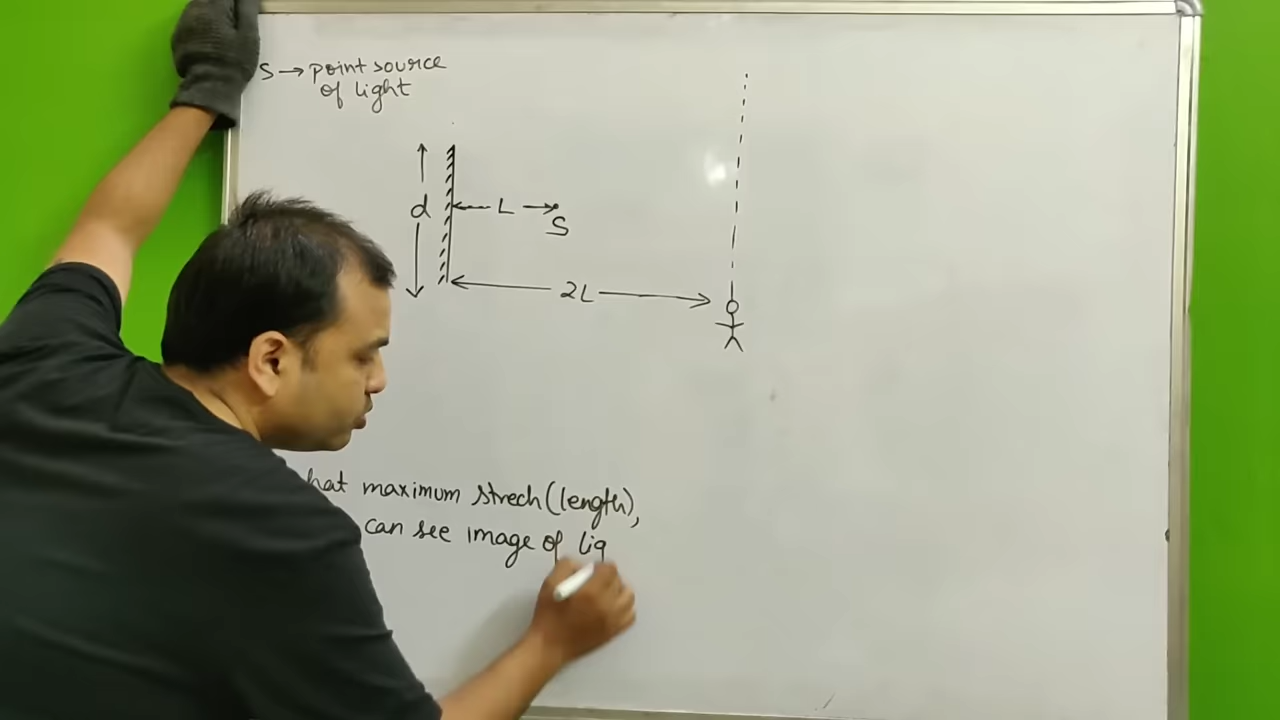 S → point source
of light
d
L
S
2L
hat maximum strech (length),
can see image of lig